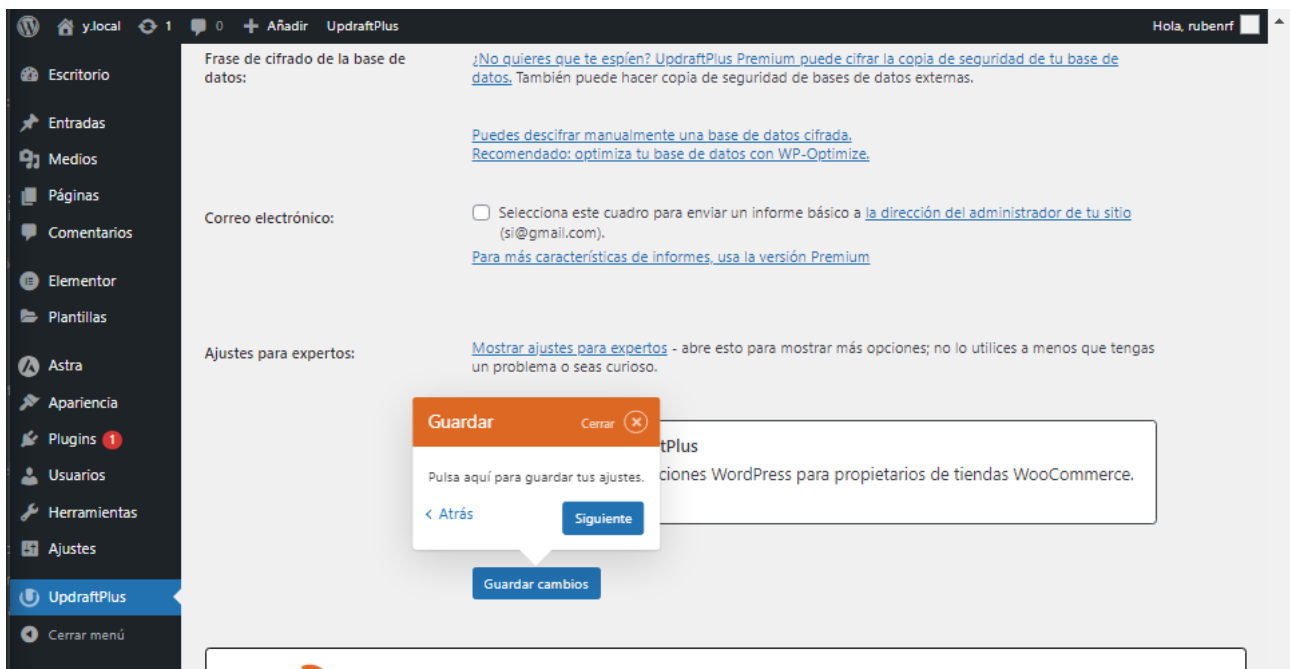 y.local 1 0 + Añadir UpdraftPlus Hola, rubenrf
Escritorio
Entradas
Medios
Páginas
Comentarios
Elementor
Plantillas
Astra
Apariencia
Plugins 1
Usuarios
Herramientas
Ajustes
UpdraftPlus
Cerrar menú
Frase de cifrado de la base de
datos:
¿No quieres que te espíen? UpdraftPlus Premium puede cifrar la copia de seguridad de tu base de
datos. También puede hacer copia de seguridad de bases de datos externas.
Puedes descifrar manualmente una base de datos cifrada.
Recomendado: optimiza tu base de datos con WP-Optimize.
Correo electrónico:
Selecciona este cuadro para enviar un informe básico a la dirección del administrador de tu sitio
(si@gmail.com).
Para más características de informes, usa la versión Premium
Ajustes para expertos:
Mostrar ajustes para expertos - abre esto para mostrar más opciones; no lo utilices a menos que tengas
un problema o seas curioso.
Guardar Cerrar
Pulsa aquí para guardar tus ajustes.
< Atrás Siguiente
tPlus
ciones WordPress para propietarios de tiendas WooCommerce.
Guardar cambios